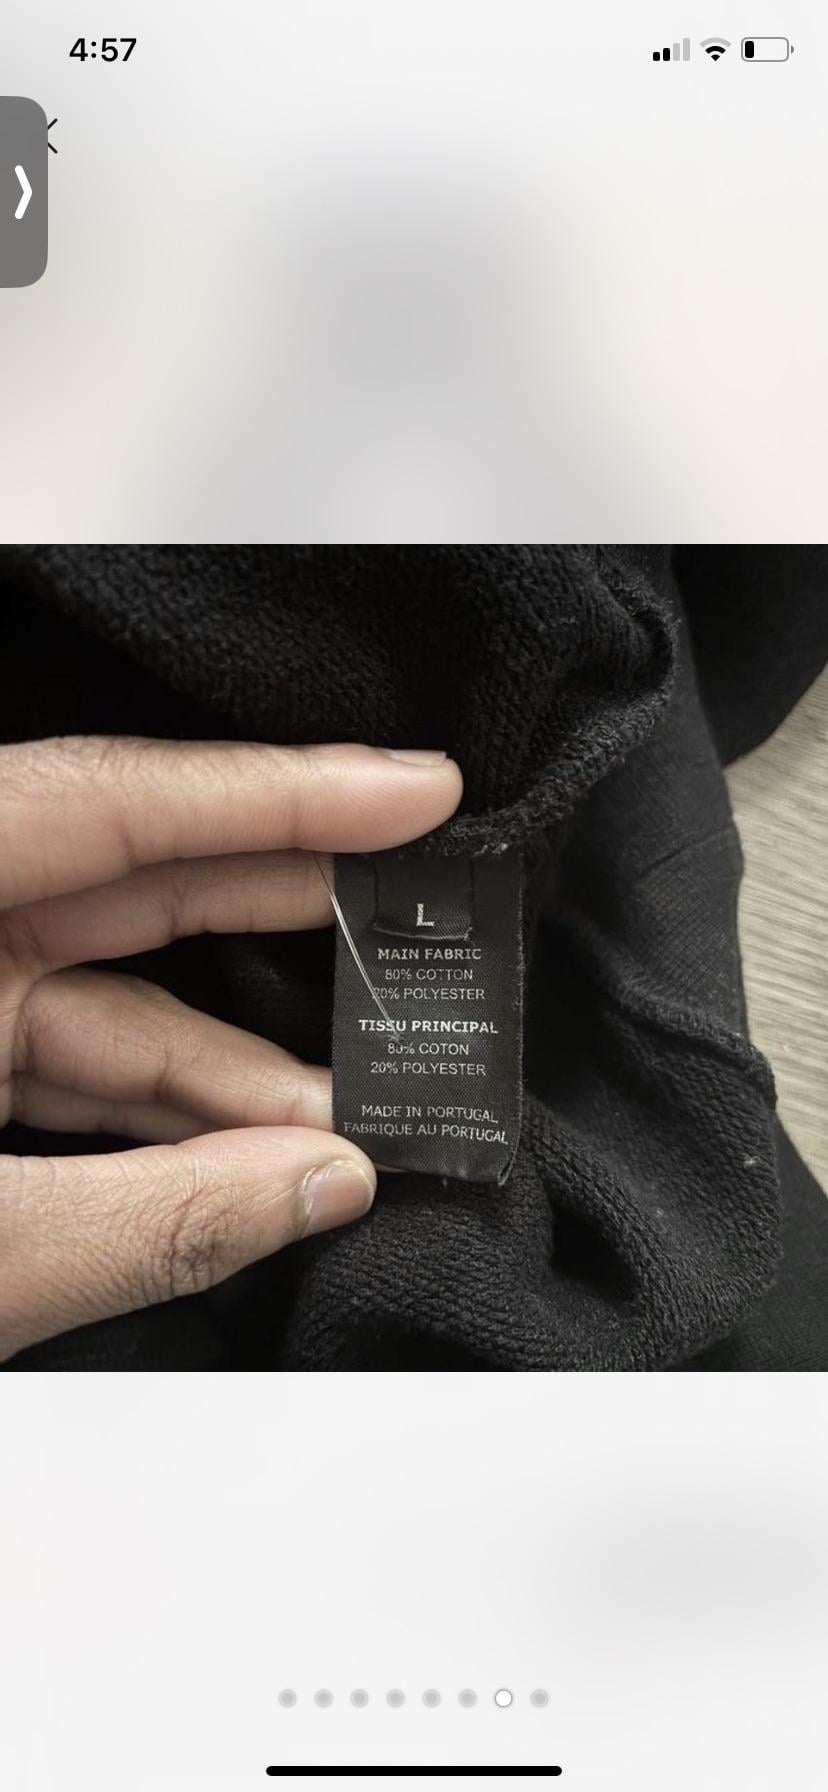 4:57
L
MAIN FABRIC
80% COTTON
20% POLYESTER
TISSU PRINCIPAL
80% COTON
20% POLYESTER
MADE IN PORTUGAL
FABRIQUE AU PORTUGAL